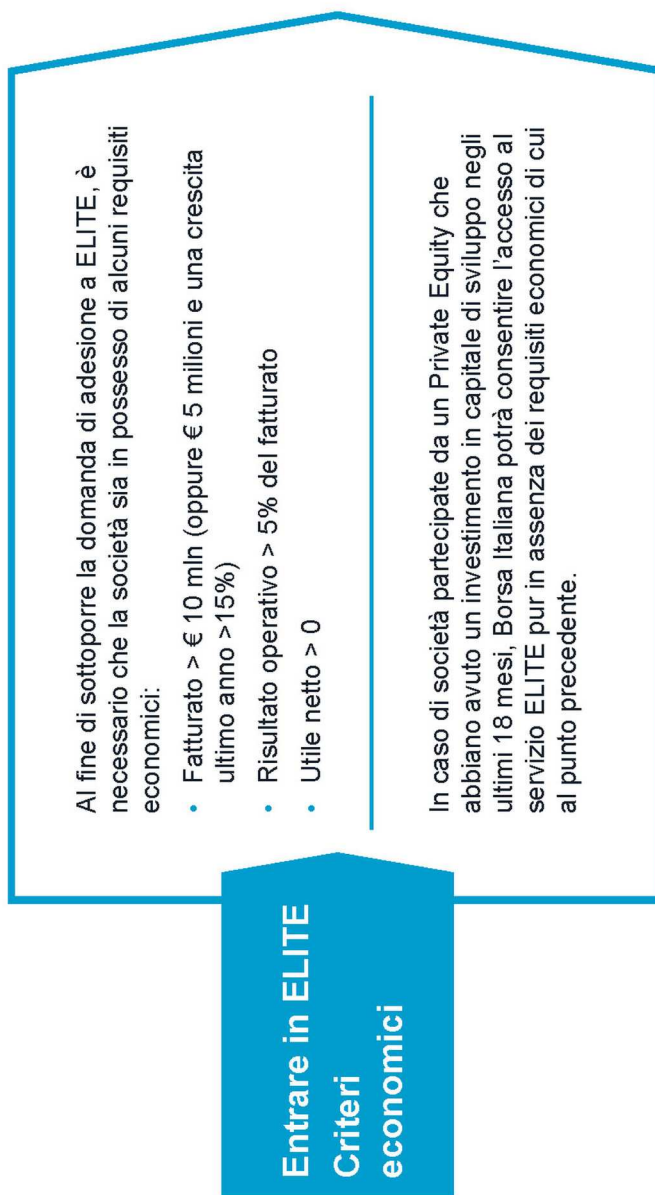 Entrare in ELITE
Criteri
economici
Al fine di sottoporre la domanda di adesione a ELITE, è
necessario che la società sia in possesso di alcuni requisiti
economici:
• Fatturato > € 10 mln (oppure € 5 milioni e una crescita
ultimo anno >15%)
• Risultato operativo > 5% del fatturato
• Utile netto > 0
In caso di società partecipate da un Private Equity che
abbiano avuto un investimento in capitale di sviluppo negli
ultimi 18 mesi, Borsa Italiana potrà consentire l'accesso al
servizio ELITE pur in assenza dei requisiti economici di cui
al punto precedente.